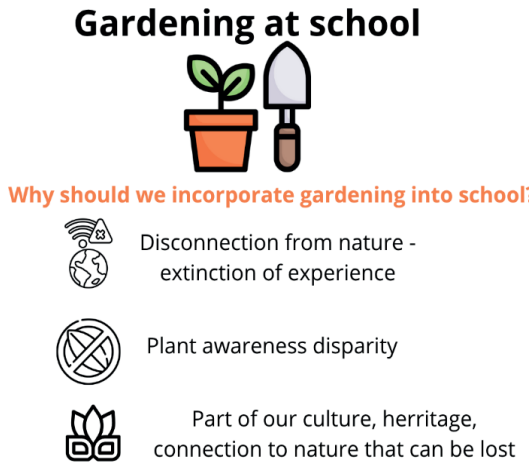 Gardening at school
Why should we incorporate gardening into school?
Disconnection from nature -
extinction of experience
Plant awareness disparity
Part of our culture, herritage,
connection to nature that can be lost